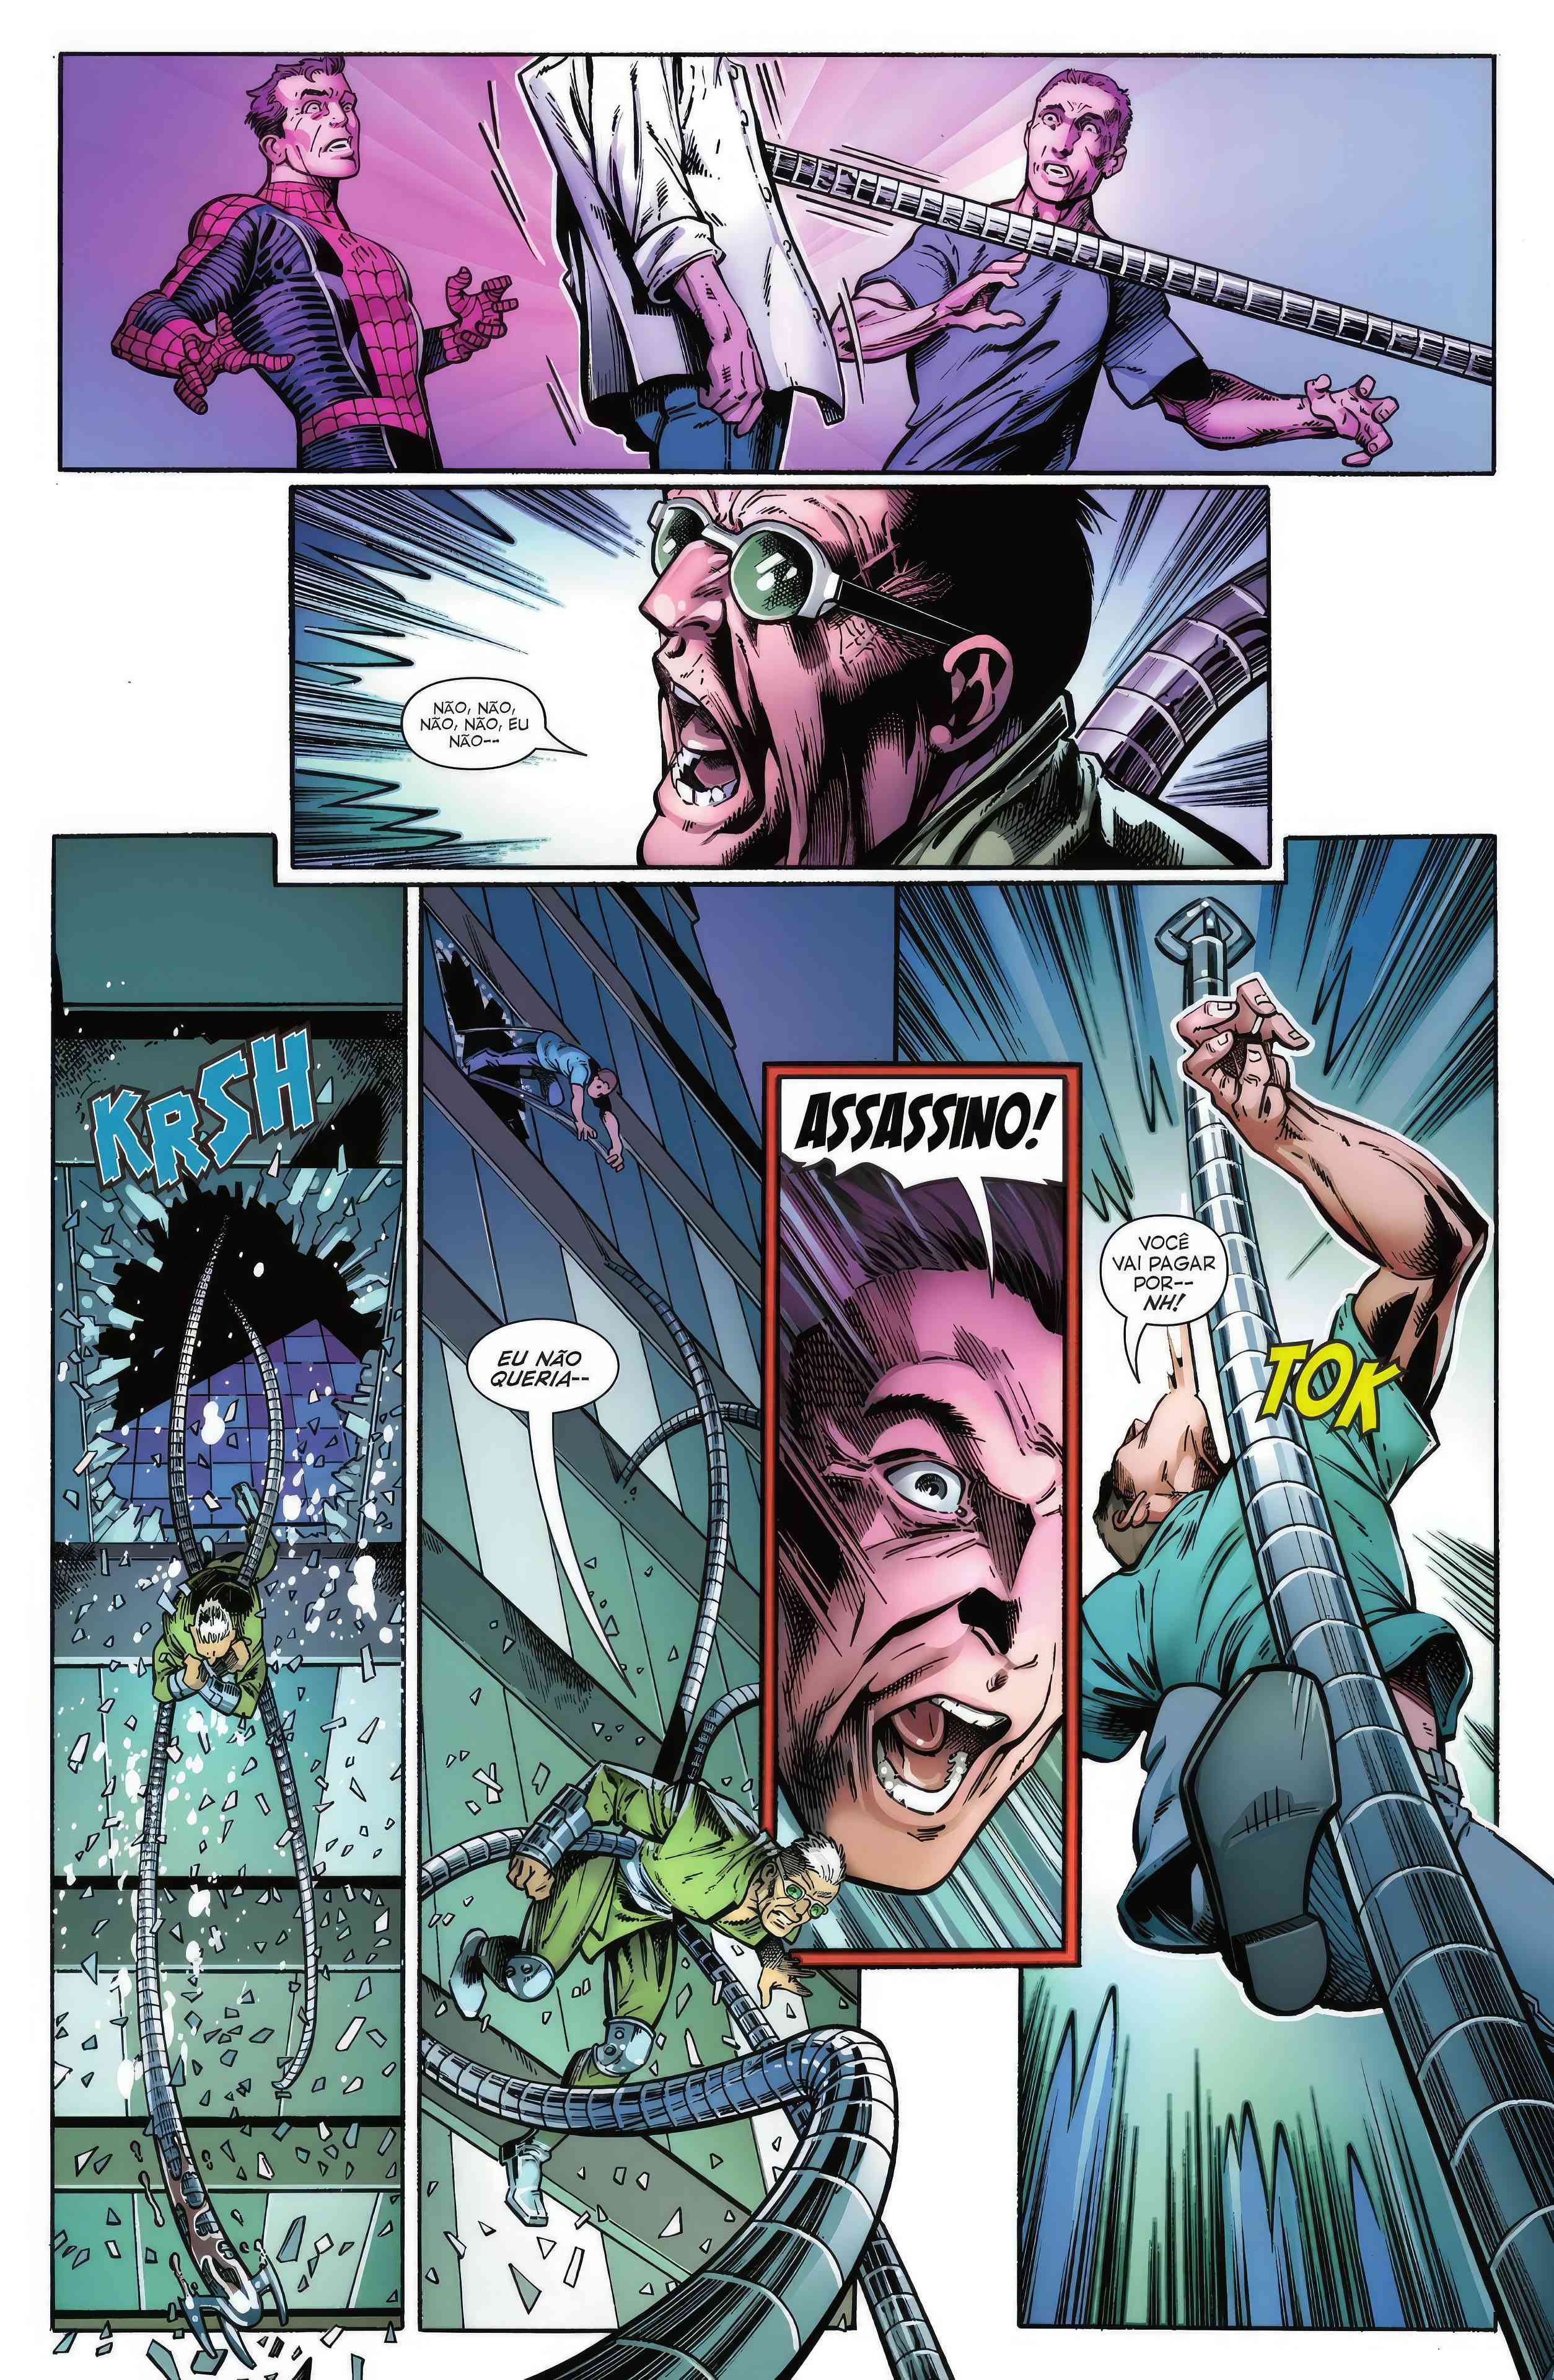 NÃO, NÃO,
NÃO, NÃO, EU
NÃO--
KRSH
EU NÃO
QUERIA--
ASSASSINO!
VOCÊ
VAI PAGAR
POR--
NH!
TOK